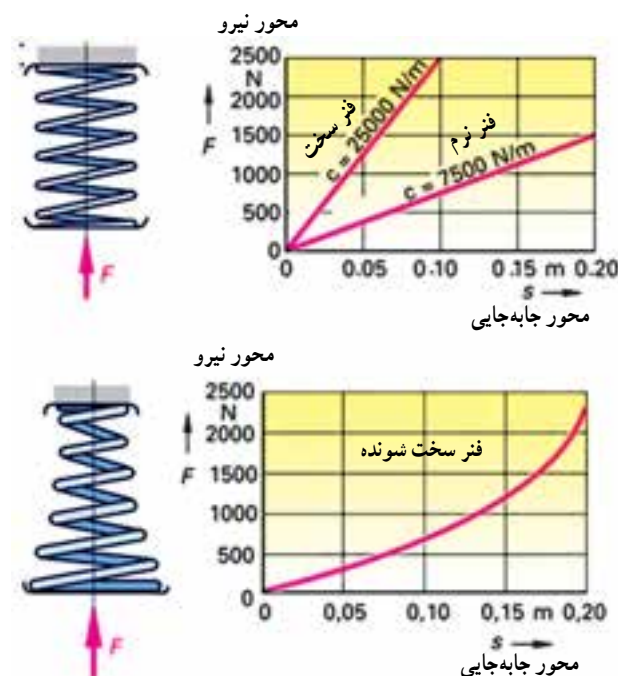 محور نیرو
2500
N
2000
1500
F
1000
500
0
فنر سخت
c = 25000 N/m
فنر نرم
c = 7500 N/m
0 0.05 0.10 0.15 m 0.20
s
محور جابه‌جایی
F
محور نیرو
2500
N
2000
1500
F
1000
500
0
فنر سخت شونده
0 0,05 0,10 0,15 m 0,20
s
محور جابه‌جایی
F